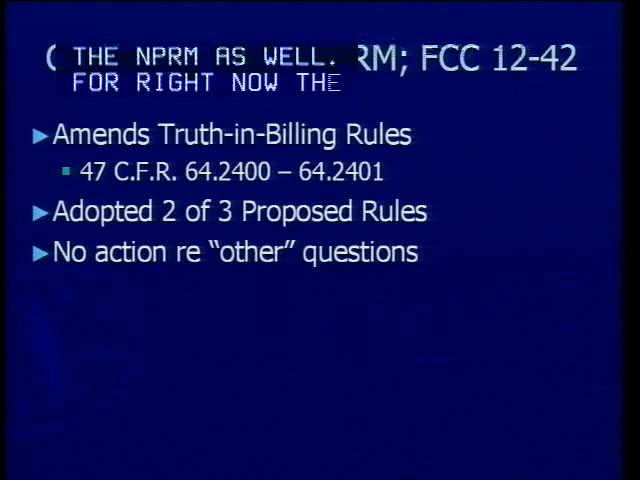 THE NPRM AS WELL.
FOR RIGHT NOW THE
( RM; FCC 12-42
►Amends Truth-in-Billing Rules
▪ 47 C.F.R. 64.2400 – 64.2401
►Adopted 2 of 3 Proposed Rules
►No action re “other” questions